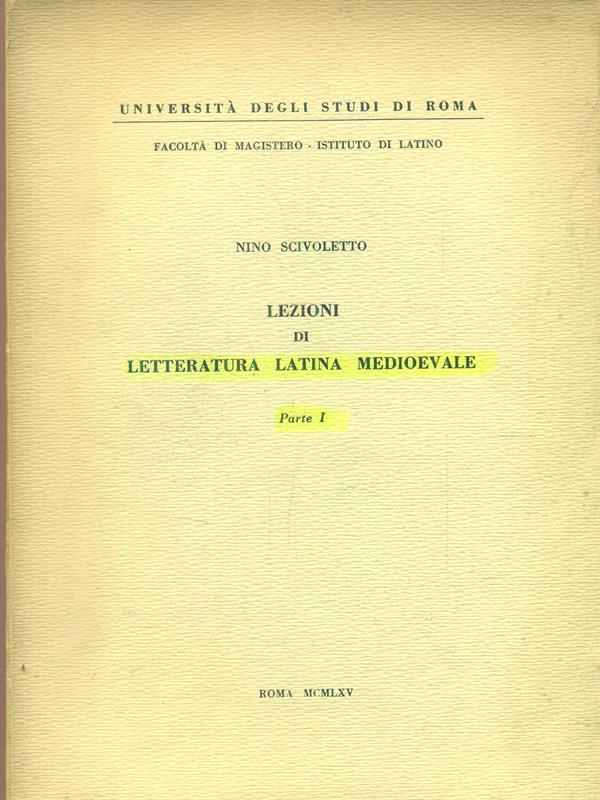 UNIVERSITÀ DEGLI STUDI DI ROMA
FACOLTÀ DI MAGISTERO - ISTITUTO DI LATINO
NINO SCIVOLETTO
LEZIONI
DI
LETTERATURA LATINA MEDIOEVALE
Parte I
ROMA MCMLXV